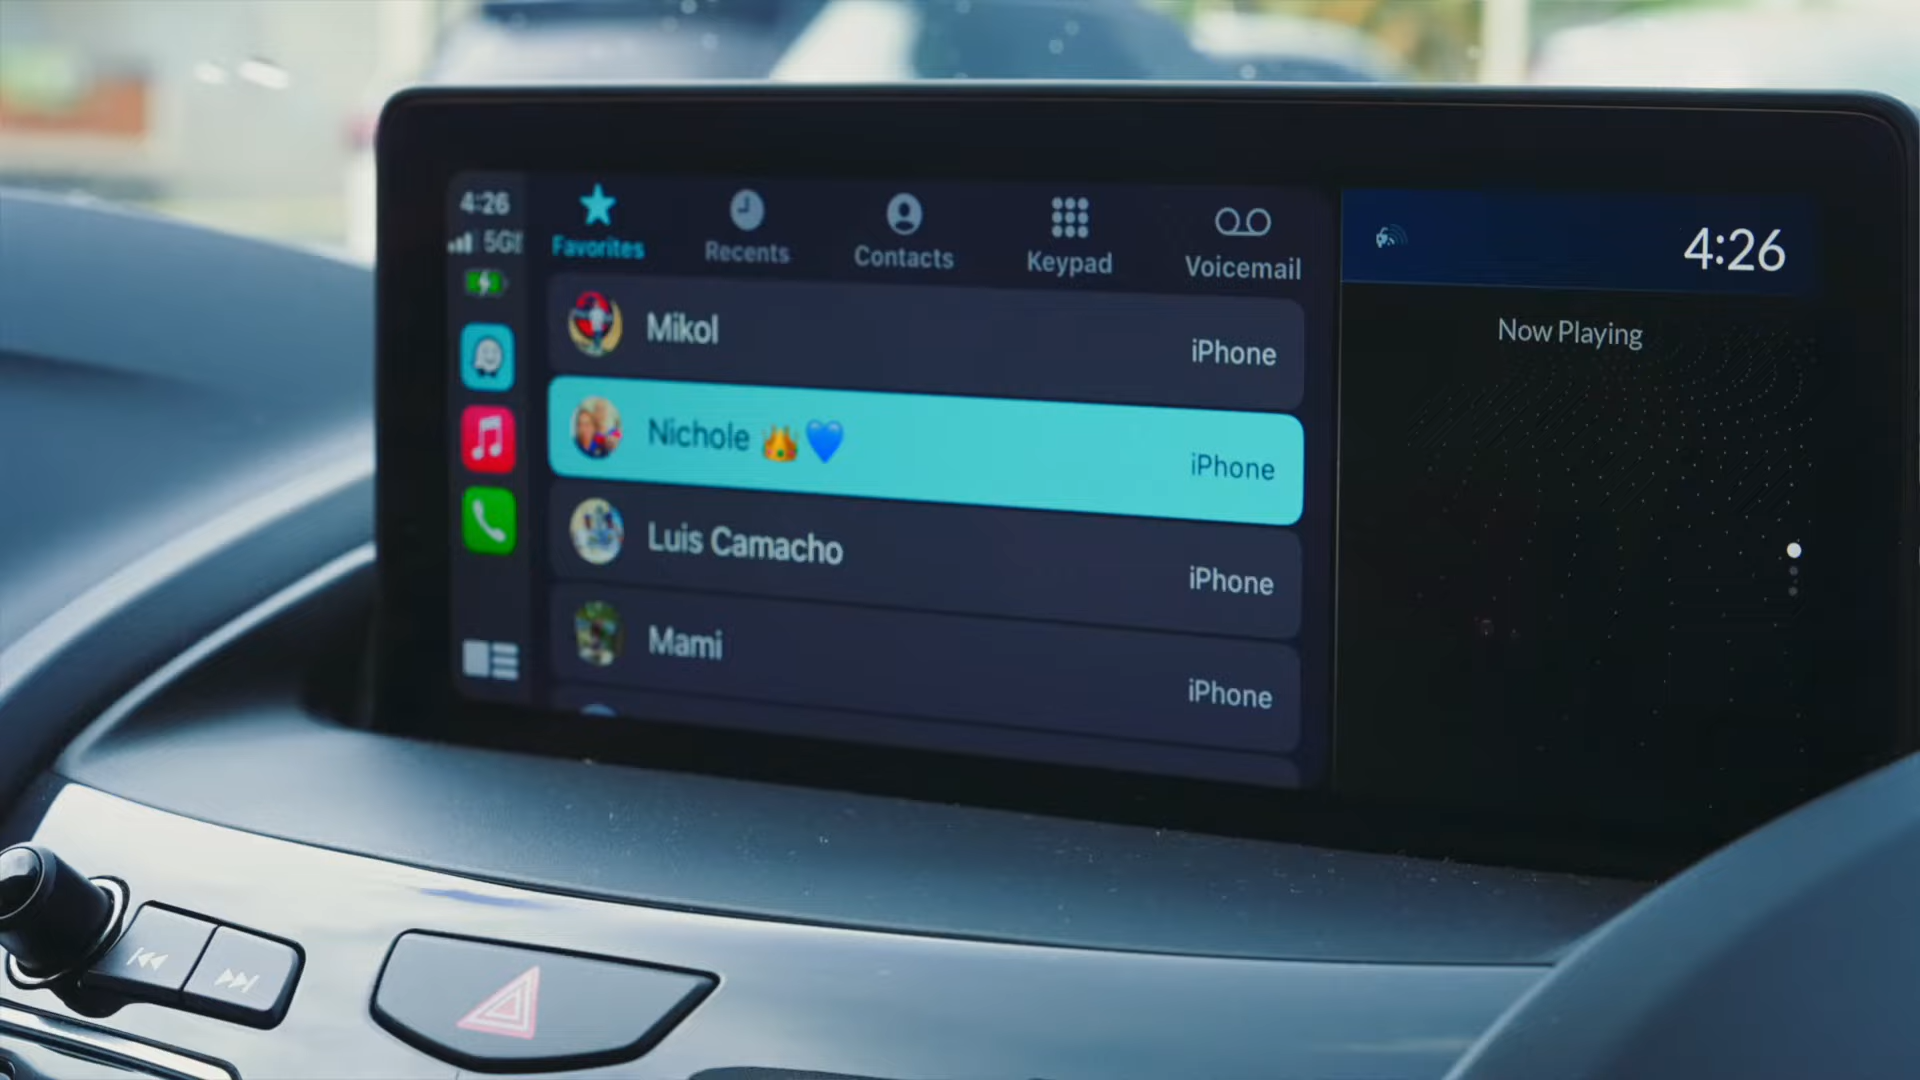 4:26
5G
Favorites
Recents
Contacts
Keypad
Voicemail
Mikol
iPhone
Nichole 👑💙
iPhone
Luis Camacho
iPhone
Mami
iPhone
4:26
Now Playing